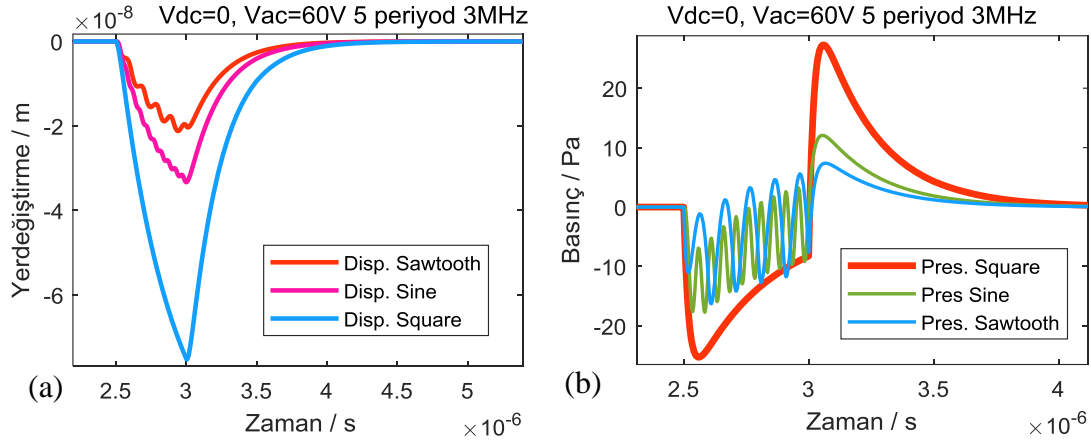 Vdc=0, Vac=60V 5 periyod 3MHz
×10⁻⁸
0
-2
-4
-6
Yerdeğiştirme / m
Disp. Sawtooth
Disp. Sine
Disp. Square
2.5
3
3.5
4
4.5
5
(a)
Zaman / s
×10⁻⁶
Vdc=0, Vac=60V 5 periyod 3MHz
20
10
0
-10
-20
Basınç / Pa
Pres. Square
Pres Sine
Pres. Sawtooth
2.5
3
3.5
4
(b)
Zaman / s
×10⁻⁶